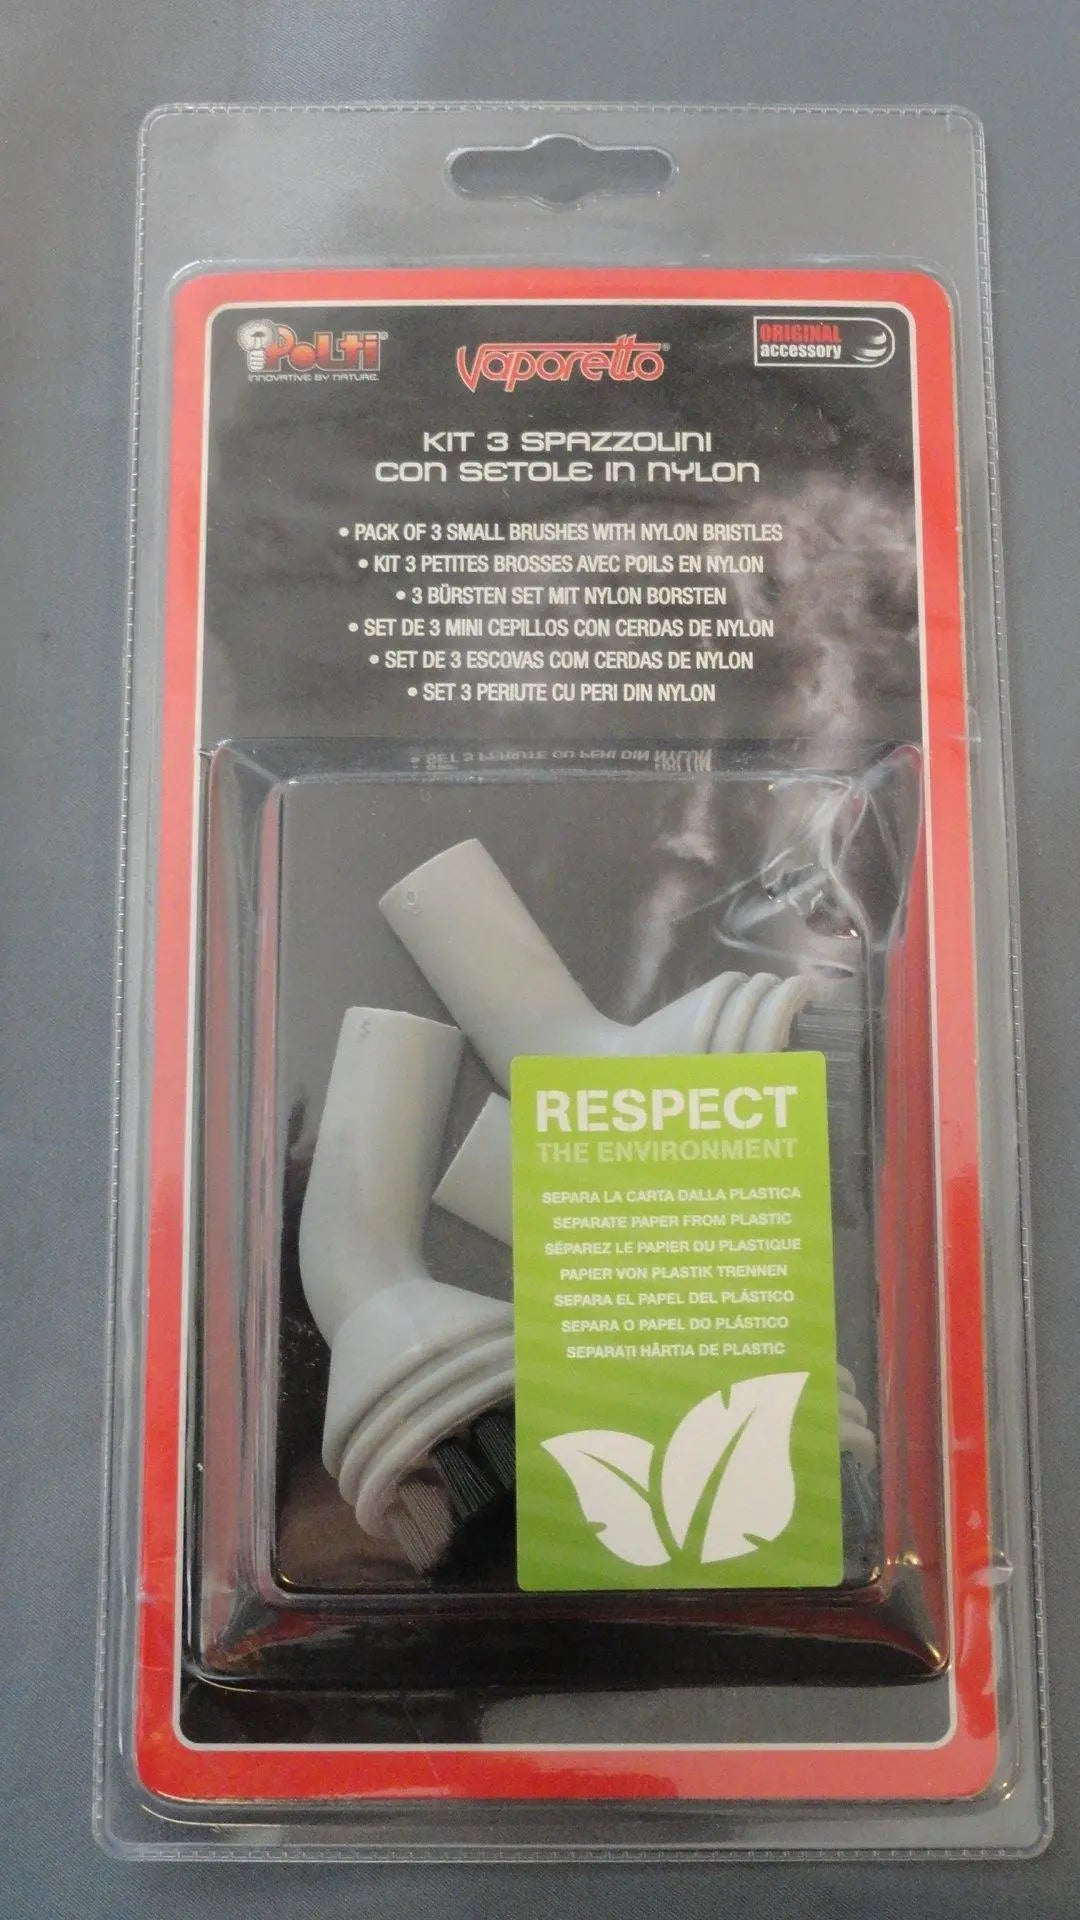 Polti®
INNOVATIVE BY NATURE
Vaporetto®
ORIGINAL
accessory
KIT 3 SPAZZOLINI
CON SETOLE IN NYLON
• PACK OF 3 SMALL BRUSHES WITH NYLON BRISTLES
• KIT 3 PETITES BROSSES AVEC POILS EN NYLON
• 3 BÜRSTEN SET MIT NYLON BORSTEN
• SET DE 3 MINI CEPILLOS CON CERDAS DE NYLON
• SET DE 3 ESCOVAS COM CERDAS DE NYLON
• SET 3 PERIUTE CU PERI DIN NYLON
RESPECT
THE ENVIRONMENT
SEPARA LA CARTA DALLA PLASTICA
SEPARATE PAPER FROM PLASTIC
SÉPAREZ LE PAPIER DU PLASTIQUE
PAPIER VON PLASTIK TRENNEN
SEPARA EL PAPEL DEL PLÁSTICO
SEPARA O PAPEL DO PLÁSTICO
SEPARAȚI HÂRTIA DE PLASTIC